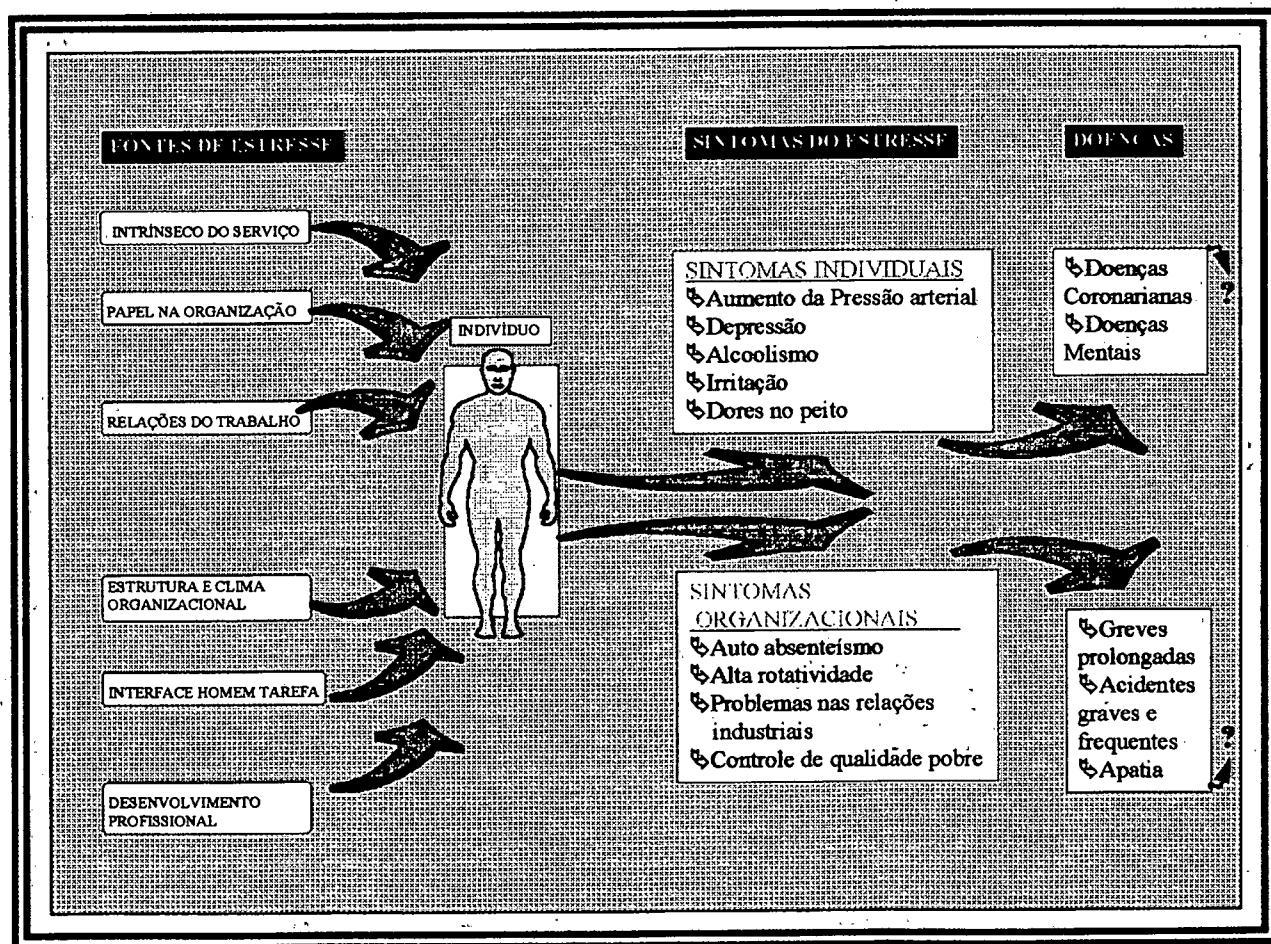 FONTES DE ESTRESSE
INTRÍNSECO DO SERVIÇO
PAPEL NA ORGANIZAÇÃO
RELAÇÕES DO TRABALHO
ESTRUTURA E CLIMA
ORGANIZACIONAL
INTERFACE HOMEM TAREFA
DESENVOLVIMENTO
PROFISSIONAL
INDIVÍDUO
SINTOMAS DO ESTRESSE
SINTOMAS INDIVIDUAIS
Aumento da Pressão arterial
Depressão
Alcoolismo
Irritação
Dores no peito
SINTOMAS
ORGANIZACIONAIS
Auto absenteísmo
Alta rotatividade
Problemas nas relações
industriais
Controle de qualidade pobre
DOENÇAS
Doenças
Coronarianas
Doenças
Mentais
?
Greves
prolongadas
Acidentes
graves e
frequentes
Apatia
?